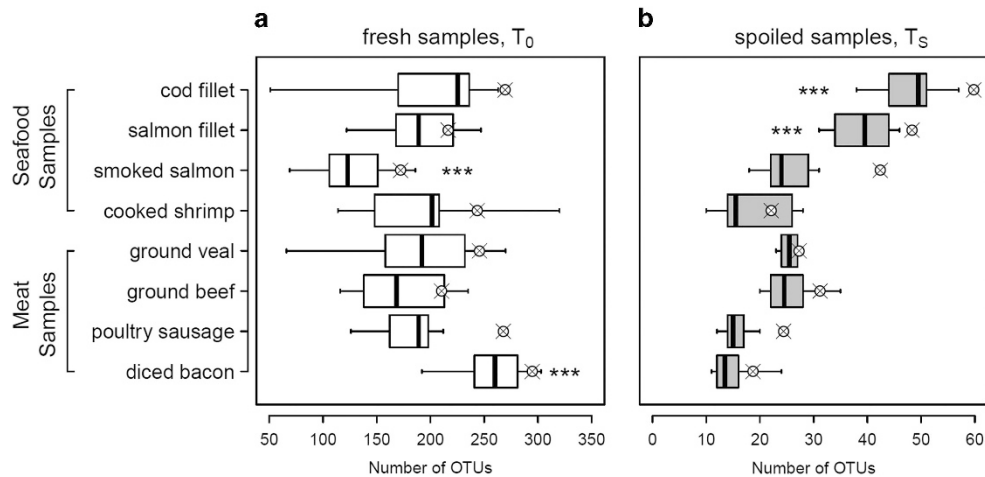 a
fresh samples, T0
b
spoiled samples, TS
Seafood
Samples
Meat
Samples
cod fillet
salmon fillet
smoked salmon
cooked shrimp
ground veal
ground beef
poultry sausage
diced bacon
***
***
***
***
50 100 150 200 250 300 350
Number of OTUs
0 10 20 30 40 50 60
Number of OTUs